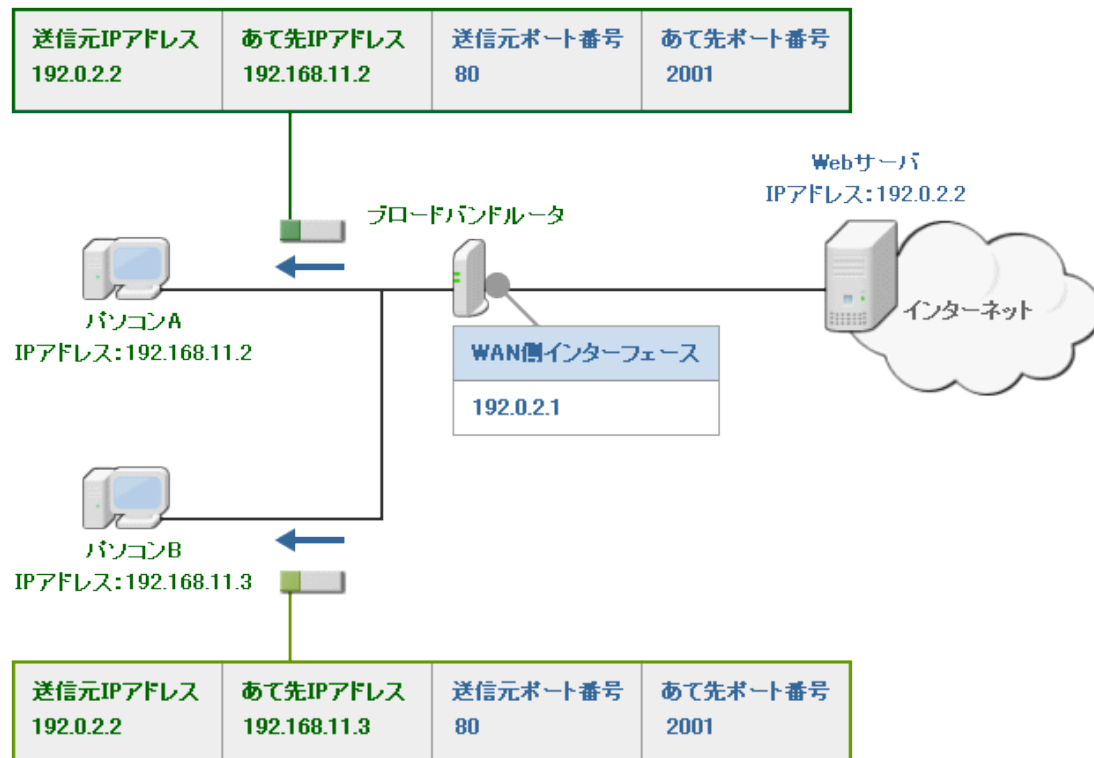 送信元IPアドレス あて先IPアドレス 送信元ポート番号 あて先ポート番号
192.0.2.2 192.168.11.2 80 2001
Webサーバ
IPアドレス:192.0.2.2
ブロードバンドルータ
インターネット
パソコンA
IPアドレス:192.168.11.2
WAN側インターフェース
192.0.2.1
パソコンB
IPアドレス:192.168.11.3
送信元IPアドレス あて先IPアドレス 送信元ポート番号 あて先ポート番号
192.0.2.2 192.168.11.3 80 2001